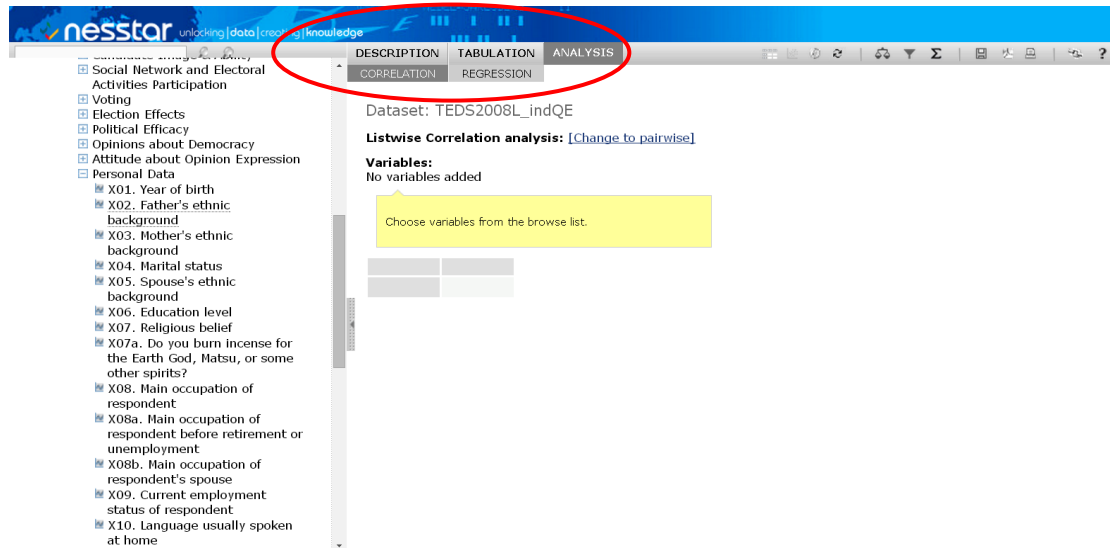 nesstar unlocking|data|creating|knowledge
DESCRIPTION TABULATION ANALYSIS
CORRELATION REGRESSION
Σ ?
Candidate Image & Ability
Social Network and Electoral
Activities Participation
Voting
Election Effects
Political Efficacy
Opinions about Democracy
Attitude about Opinion Expression
Personal Data
X01. Year of birth
X02. Father's ethnic
background
X03. Mother's ethnic
background
X04. Marital status
X05. Spouse's ethnic
background
X06. Education level
X07. Religious belief
X07a. Do you burn incense for
the Earth God, Matsu, or some
other spirits?
X08. Main occupation of
respondent
X08a. Main occupation of
respondent before retirement or
unemployment
X08b. Main occupation of
respondent's spouse
X09. Current employment
status of respondent
X10. Language usually spoken
at home
Dataset: TEDS2008L_indQE
Listwise Correlation analysis: [Change to pairwise]
Variables:
No variables added
Choose variables from the browse list.